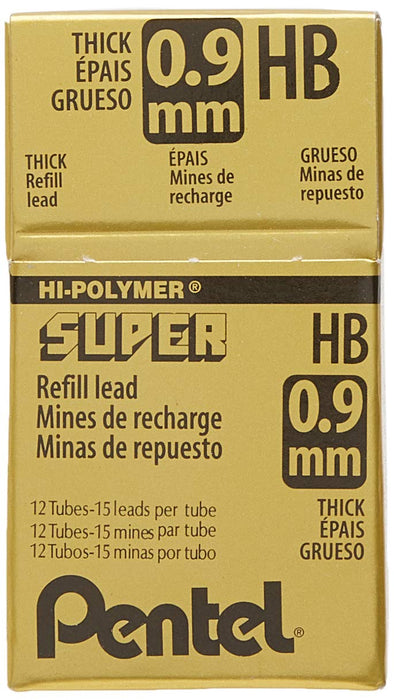 THICK
ÉPAIS
GRUESO
0.9
mm
HB
THICK
Refill
lead
ÉPAIS
Mines de
recharge
GRUESO
Minas de
repuesto
HI-POLYMER®
SUPER
HB
Refill lead
Mines de recharge
Minas de repuesto
0.9
mm
12 Tubes-15 leads per tube
12 Tubes-15 mines par tube
12 Tubos-15 minas por tubo
THICK
ÉPAIS
GRUESO
Pentel®